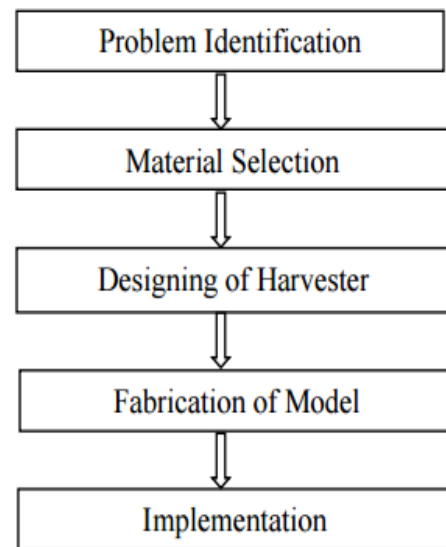 Problem Identification
Material Selection
Designing of Harvester
Fabrication of Model
Implementation